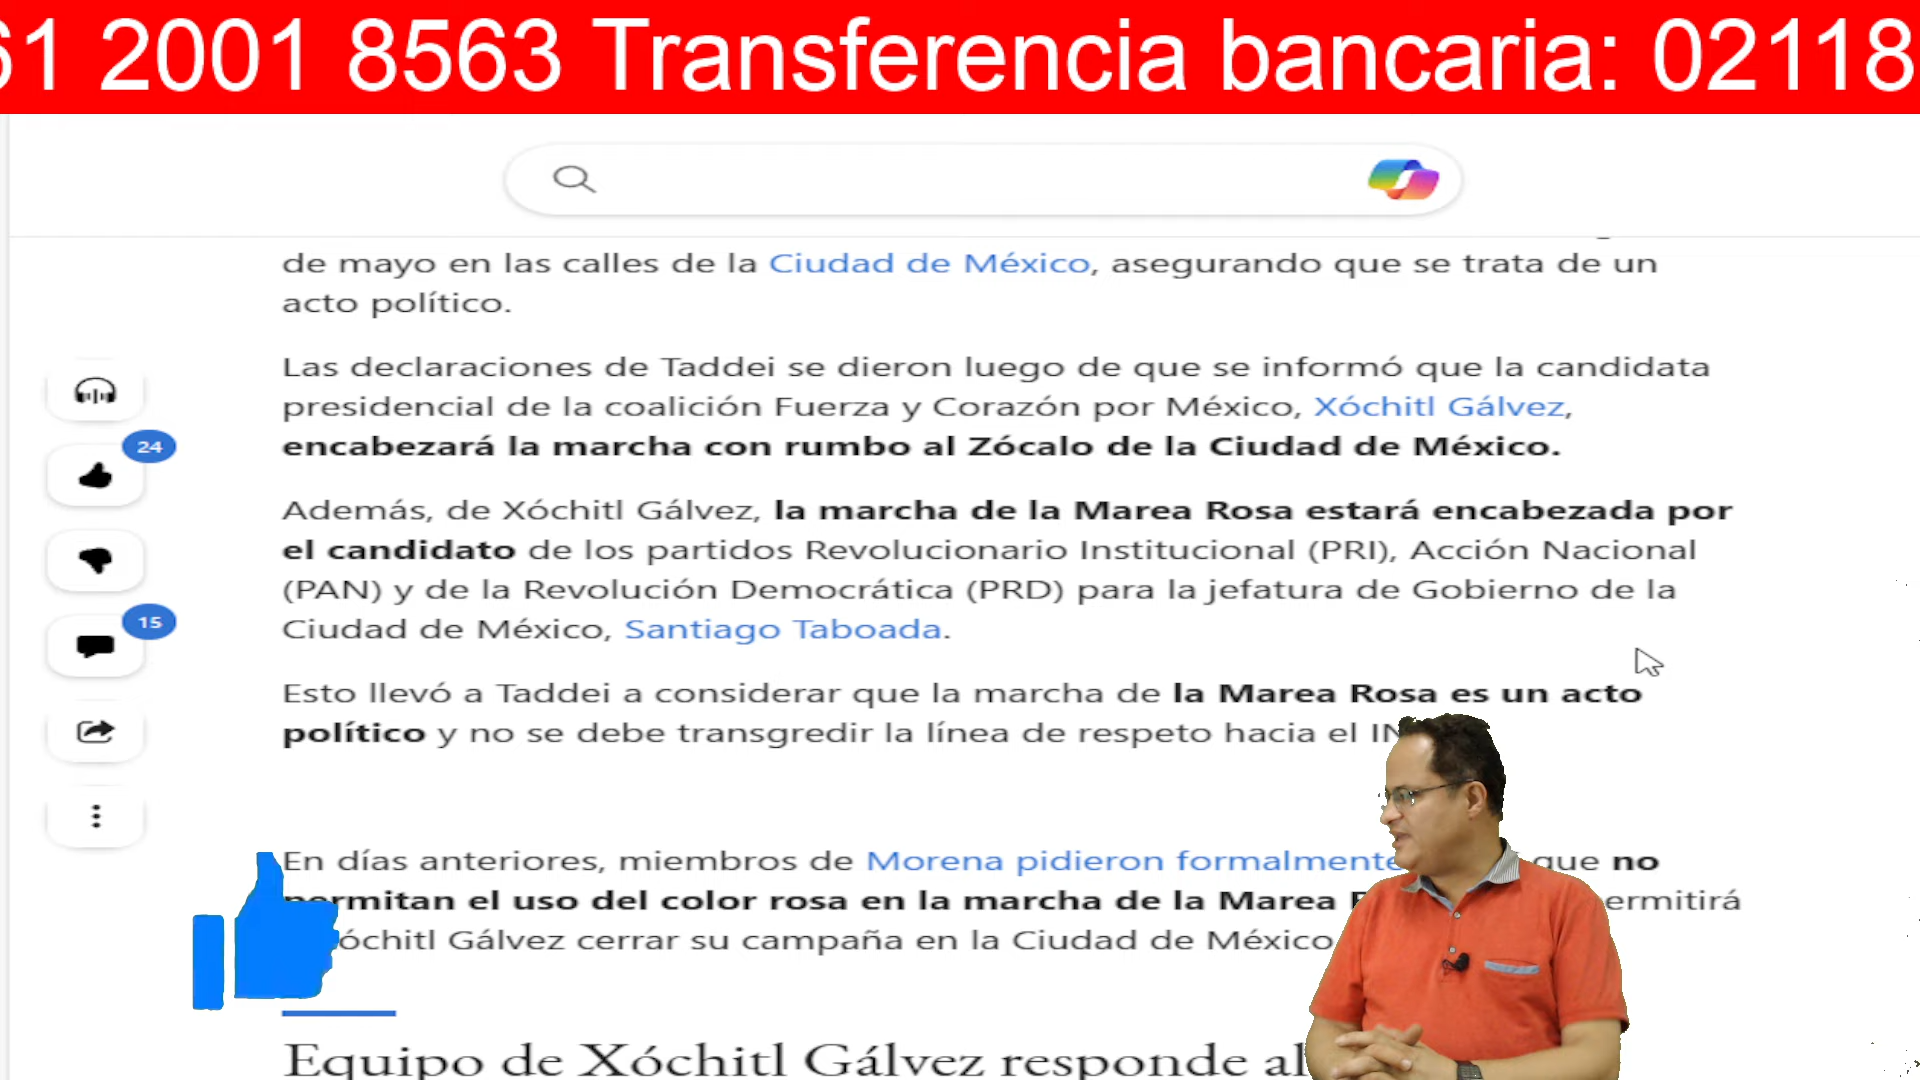 61 2001 8563 Transferencia bancaria: 02118
de mayo en las calles de la Ciudad de México, asegurando que se trata de un
acto político.
Las declaraciones de Taddei se dieron luego de que se informó que la candidata
presidencial de la coalición Fuerza y Corazón por México, Xóchitl Gálvez,
encabezará la marcha con rumbo al Zócalo de la Ciudad de México.
24
Además, de Xóchitl Gálvez, la marcha de la Marea Rosa estará encabezada por
el candidato de los partidos Revolucionario Institucional (PRI), Acción Nacional
(PAN) y de la Revolución Democrática (PRD) para la jefatura de Gobierno de la
Ciudad de México, Santiago Taboada.
15
Esto llevó a Taddei a considerar que la marcha de la Marea Rosa es un acto
político y no se debe transgredir la línea de respeto hacia el
En días anteriores, miembros de Morena pidieron formalmente que no
permitan el uso del color rosa en la marcha de la Marea ermitirá
óchitl Gálvez cerrar su campaña en la Ciudad de México
Equipo de Xóchitl Gálvez responde al